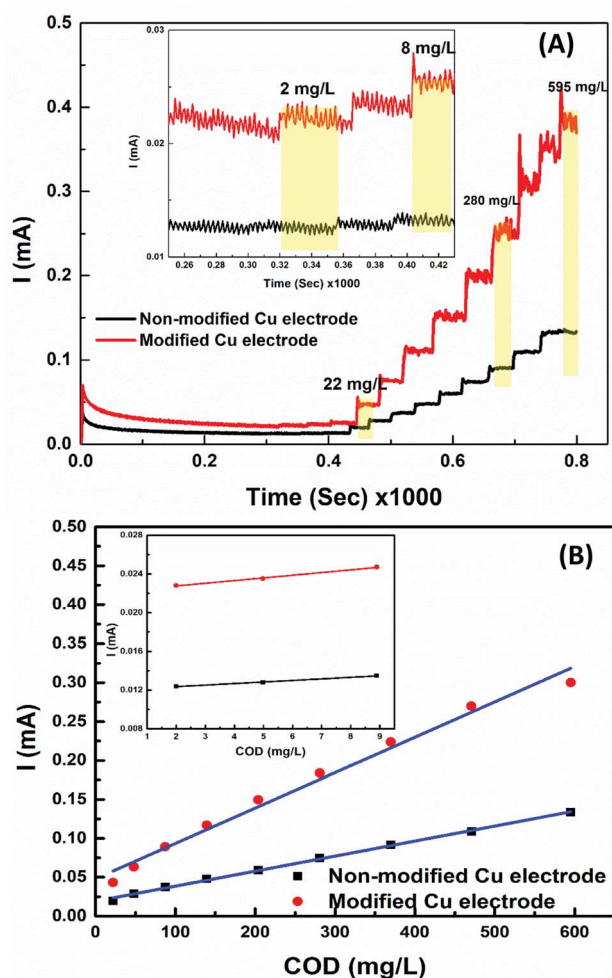 (A)
0.5
0.4
0.3
0.2
0.1
0.0
I (mA)
0.0 0.2 0.4 0.6 0.8
Time (Sec) x1000
Non-modified Cu electrode
Modified Cu electrode
22 mg/L
280 mg/L
595 mg/L
0.03
0.02
0.01
I (mA)
2 mg/L
8 mg/L
0.26 0.28 0.30 0.32 0.34 0.36 0.38 0.40 0.42
Time (Sec) x1000
(B)
0.50
0.45
0.40
0.35
0.30
0.25
0.20
0.15
0.10
0.05
0.00
I (mA)
0 100 200 300 400 500 600 700
COD (mg/L)
Non-modified Cu electrode
Modified Cu electrode
0.028
0.024
0.020
0.016
0.012
0.008
I (mA)
1 2 3 4 5 6 7 8 9
COD (mg/L)